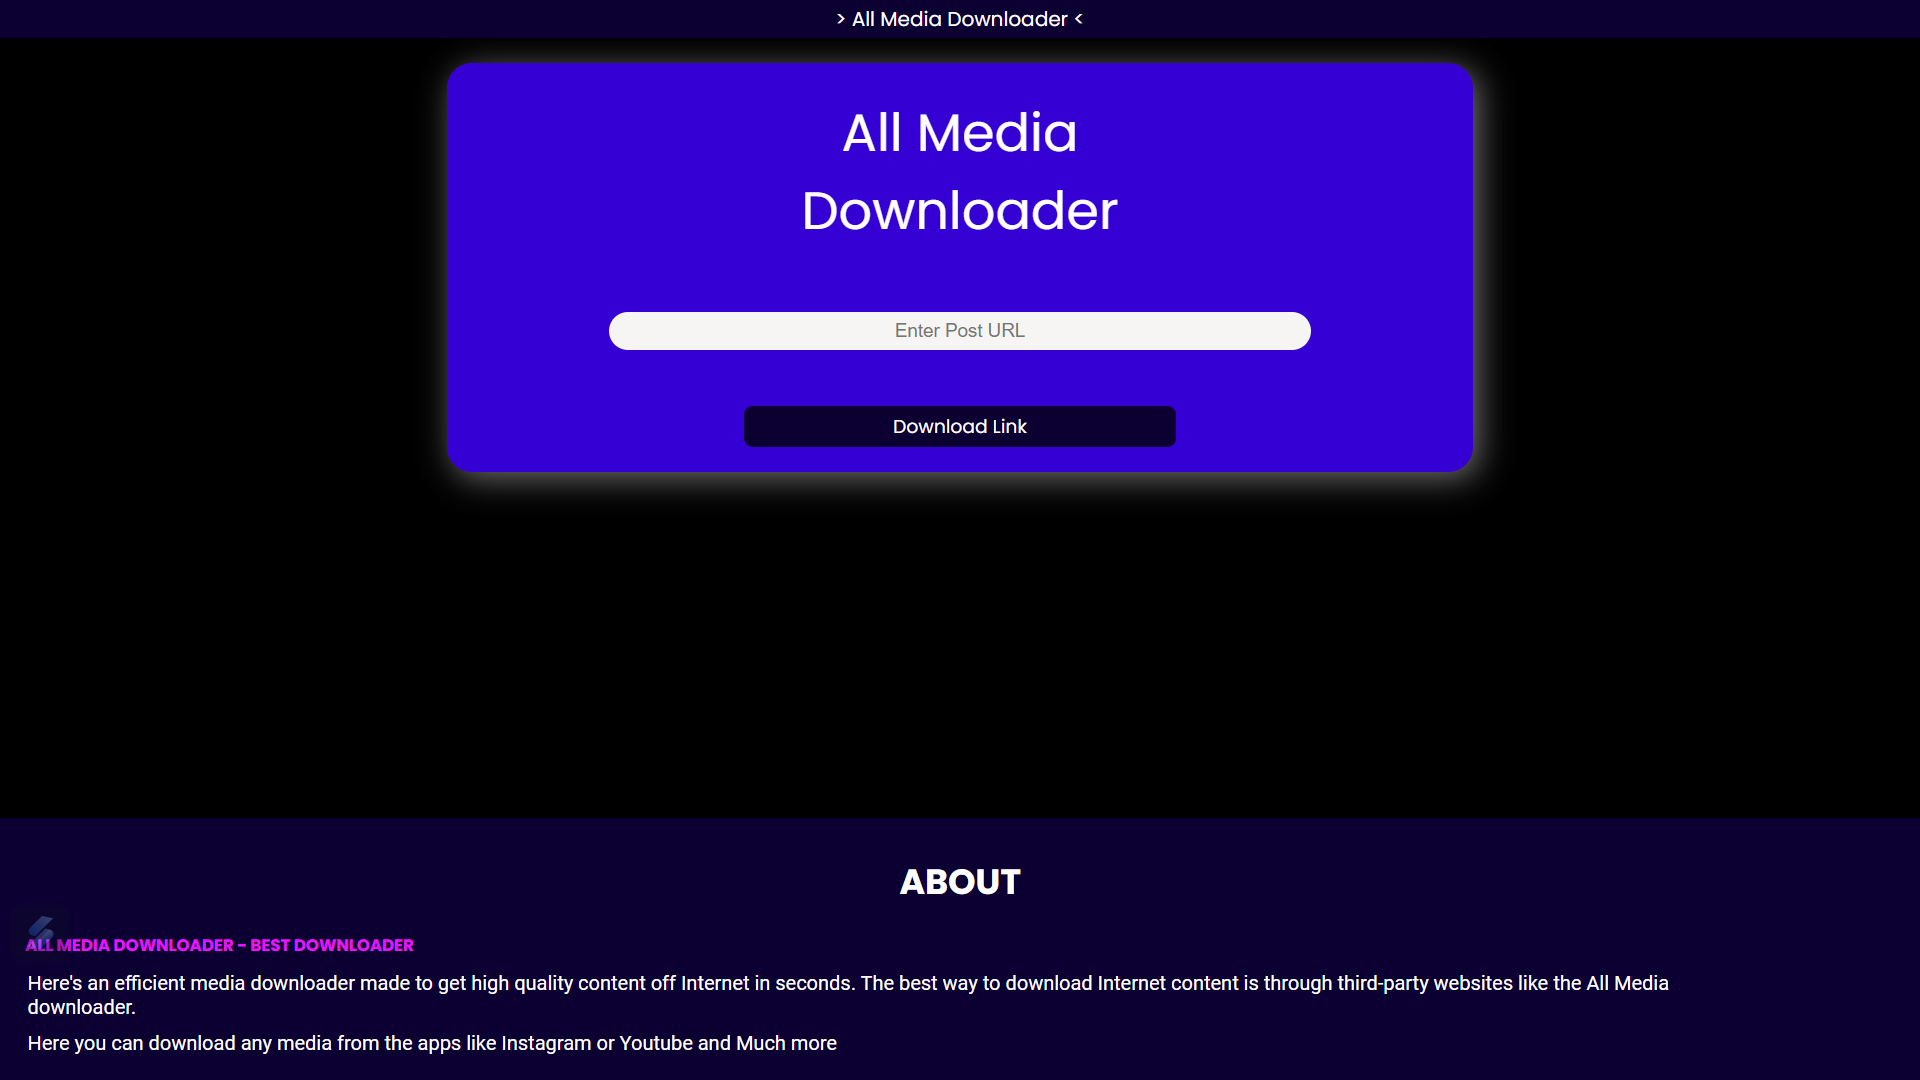 > All Media Downloader <
All Media
Downloader
Enter Post URL
Download Link
ABOUT
ALL MEDIA DOWNLOADER - BEST DOWNLOADER
Here's an efficient media downloader made to get high quality content off Internet in seconds. The best way to download Internet content is through third-party websites like the All Media
downloader.
Here you can download any media from the apps like Instagram or Youtube and Much more